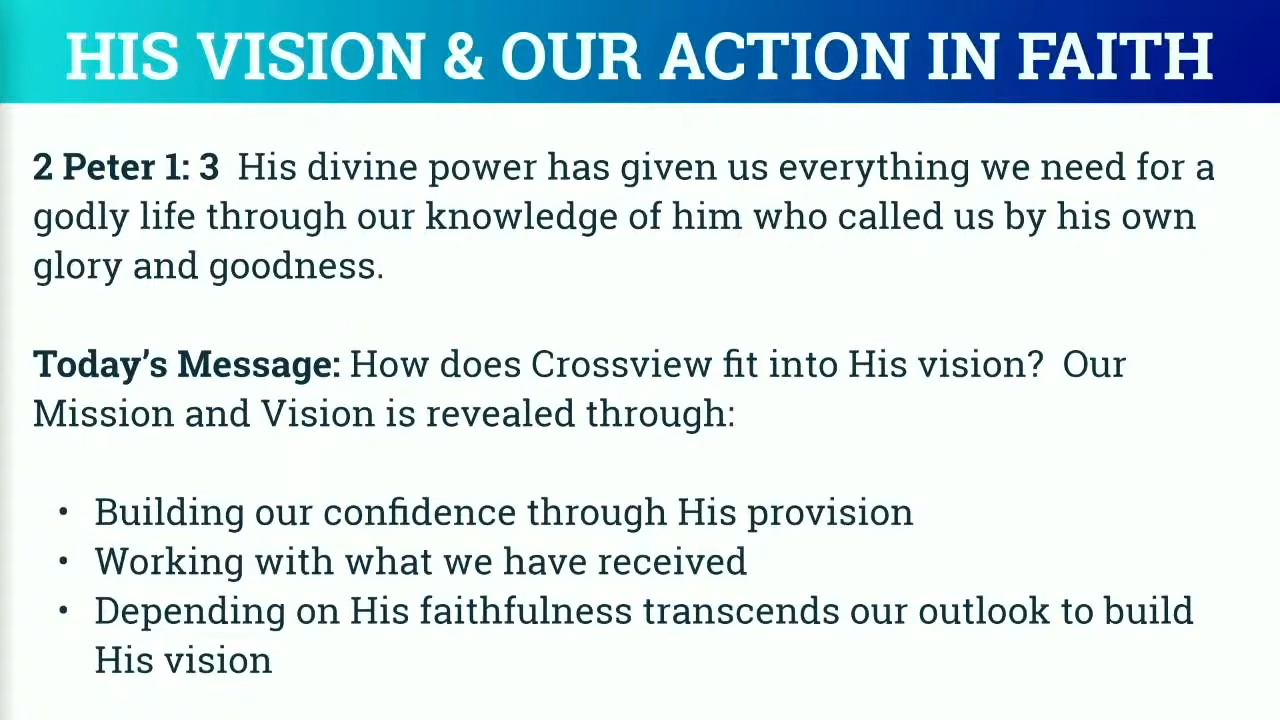 HIS VISION & OUR ACTION IN FAITH
2 Peter 1: 3  His divine power has given us everything we need for a
godly life through our knowledge of him who called us by his own
glory and goodness.
Today’s Message: How does Crossview fit into His vision?  Our
Mission and Vision is revealed through:
• Building our confidence through His provision
• Working with what we have received
• Depending on His faithfulness transcends our outlook to build
His vision